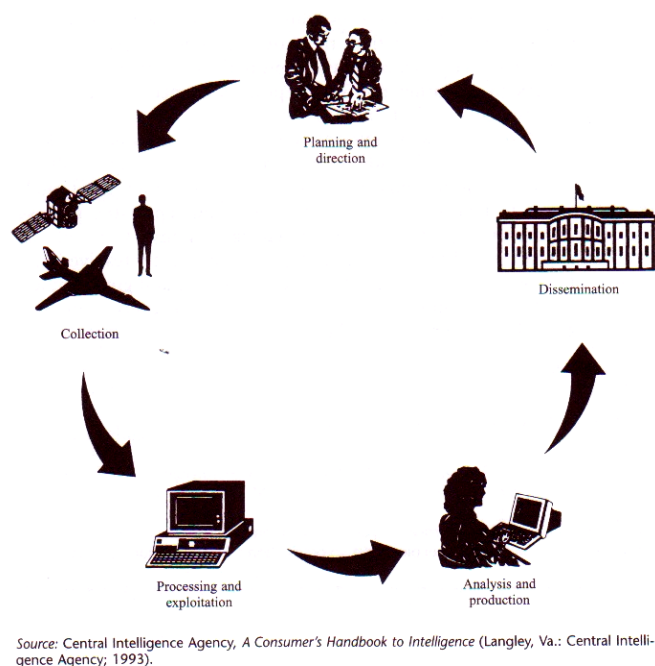 Planning and
direction
Dissemination
Collection
Processing and
exploitation
Analysis and
production
Source: Central Intelligence Agency, A Consumer's Handbook to Intelligence (Langley, Va.: Central Intelli-
gence Agency; 1993).